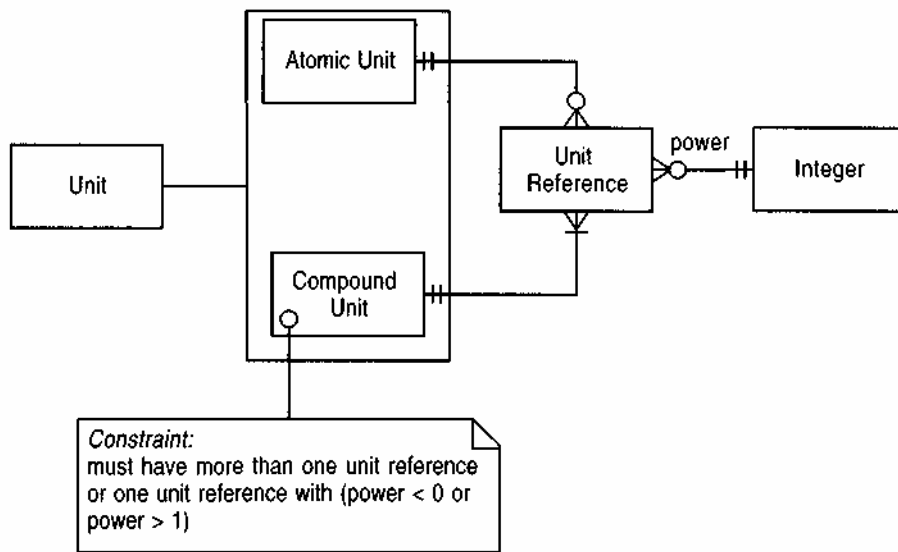 Atomic Unit
Unit
Reference
power
Integer
Unit
Compound
Unit
Constraint:
must have more than one unit reference
or one unit reference with (power < 0 or
power > 1)